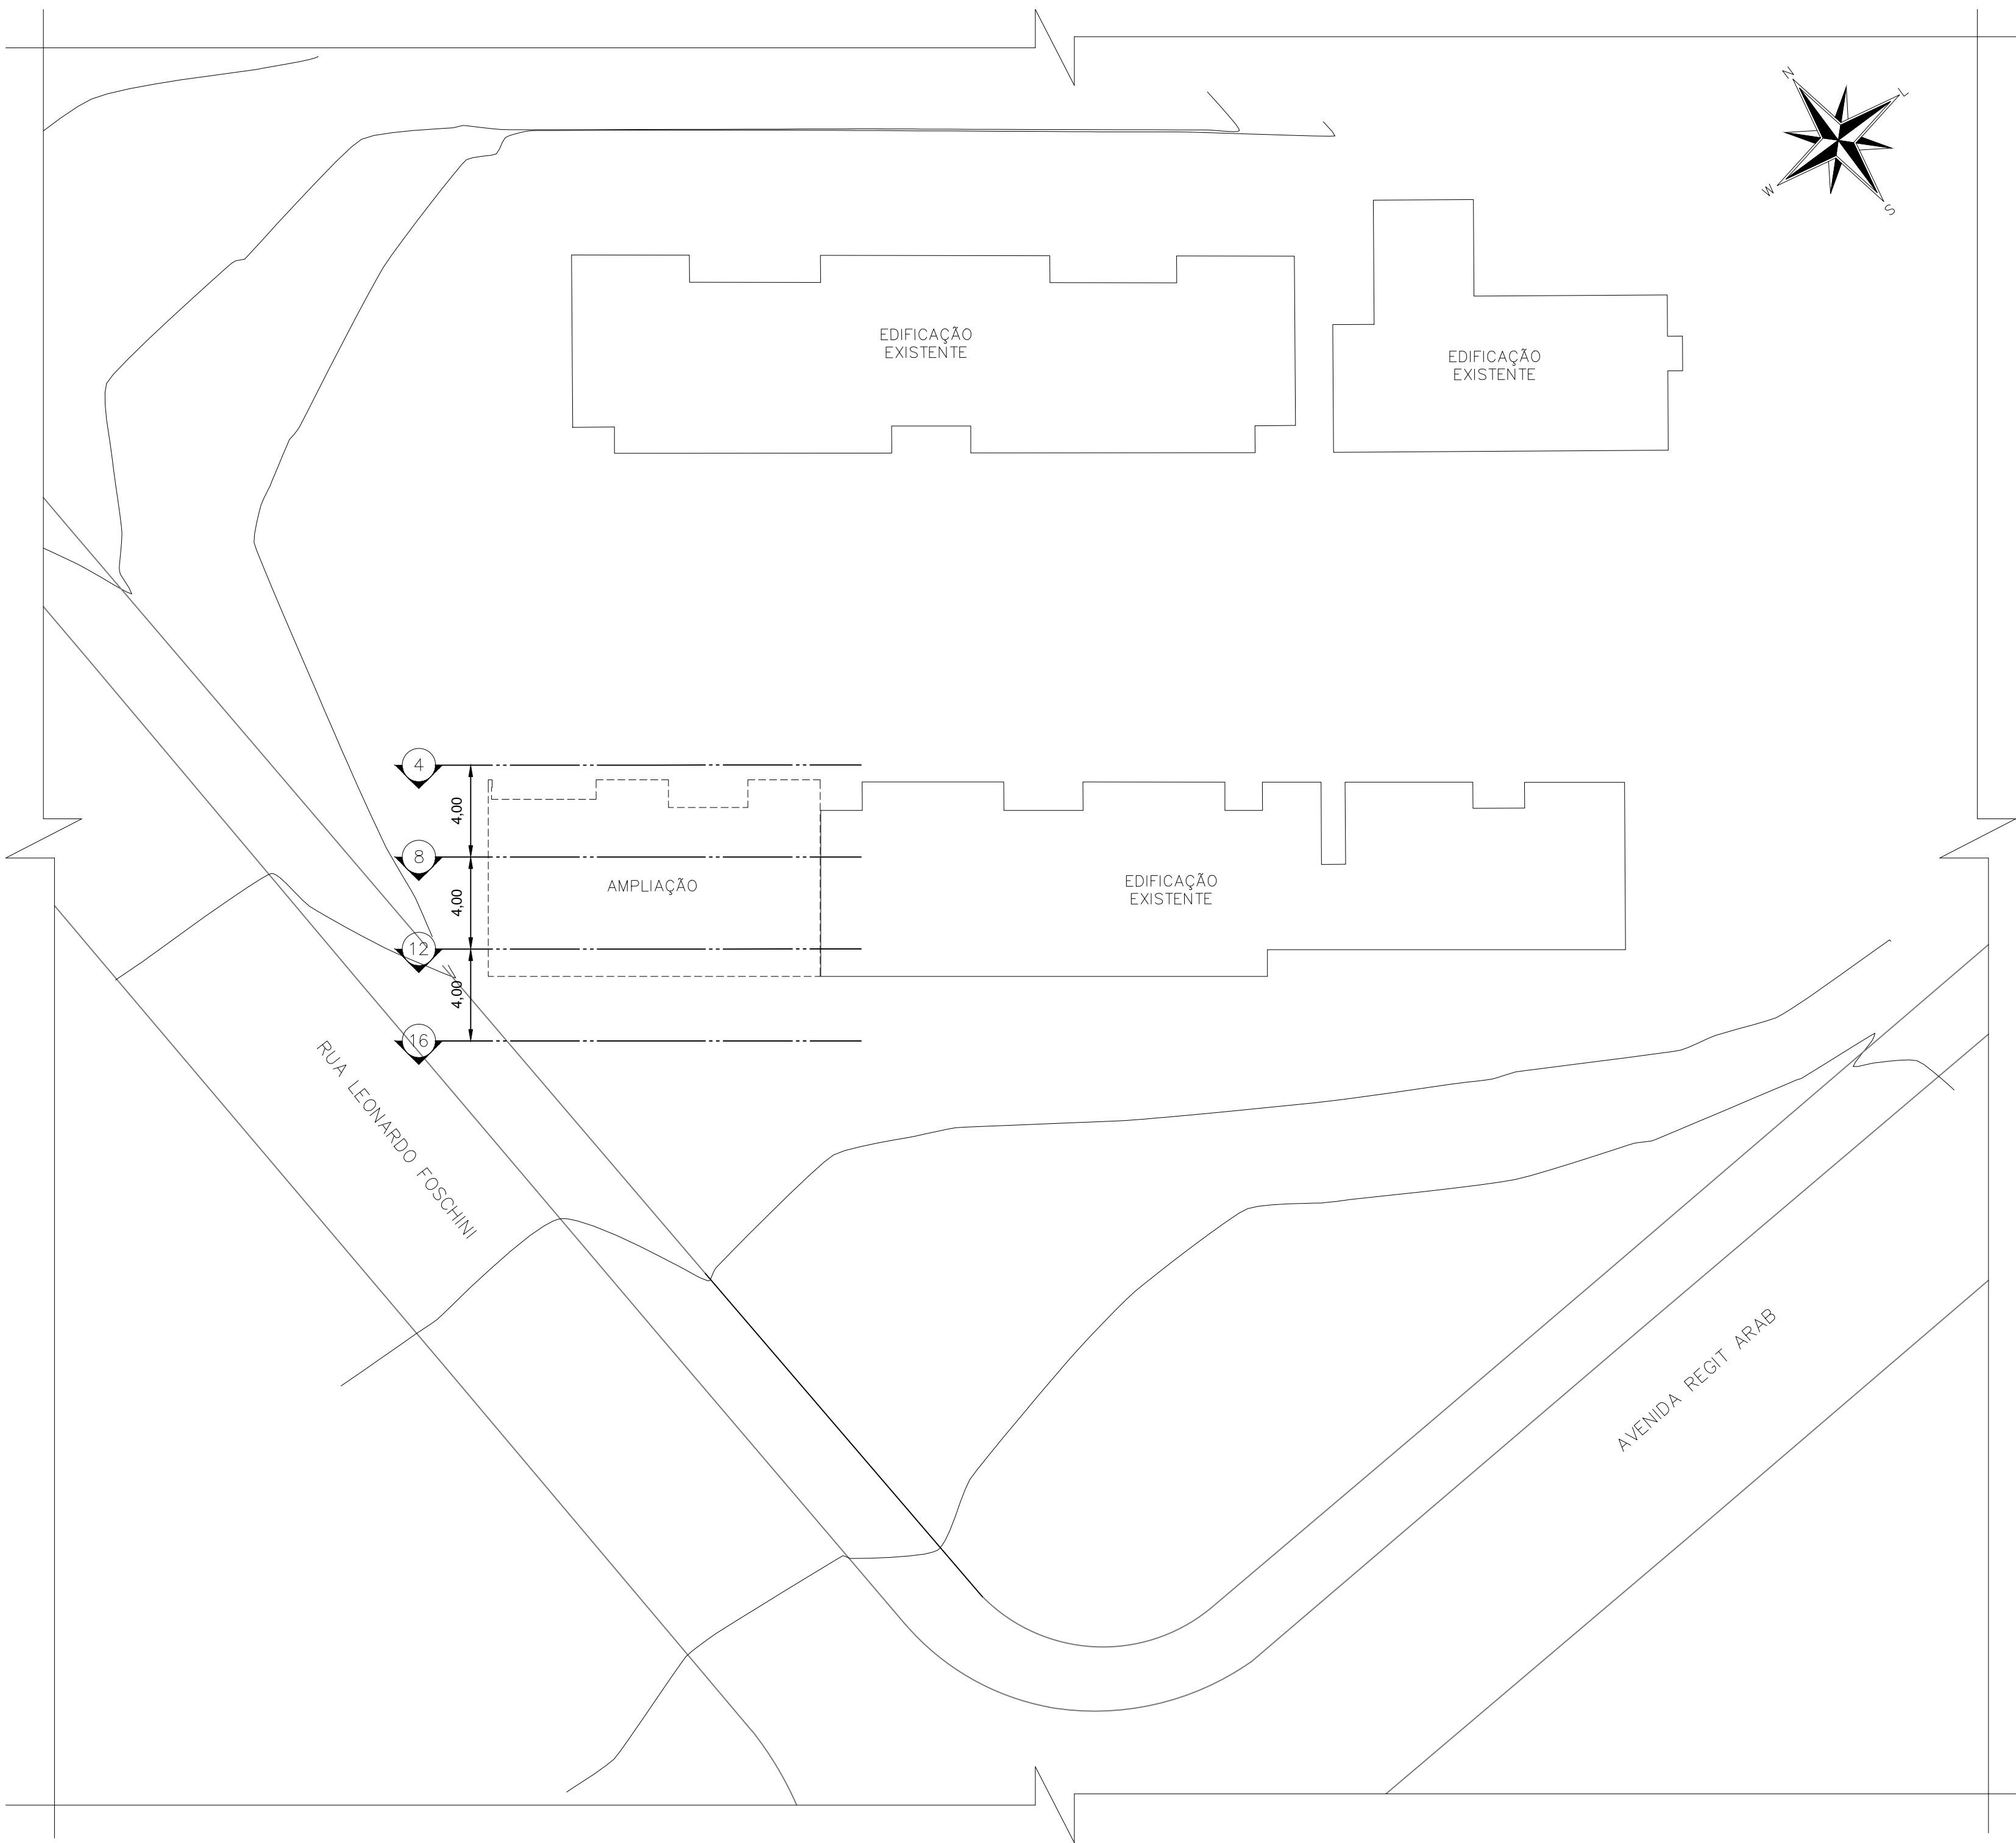 N
L
W
S
EDIFICAÇÃO
EXISTENTE
EDIFICAÇÃO
EXISTENTE
4
4,00
8
AMPLIAÇÃO
EDIFICAÇÃO
EXISTENTE
4,00
12
4,00
16
RUA LEONARDO FOSCHINI
AVENIDA REGIT ARAB